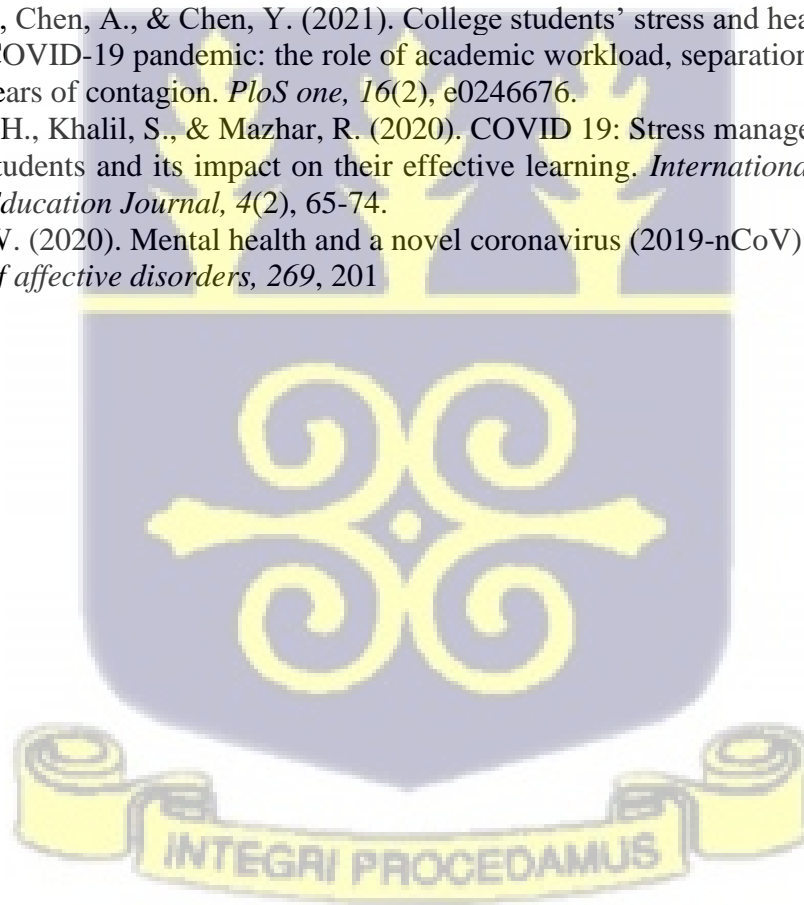 , Chen, A., & Chen, Y. (2021). College students’ stress and hea
COVID-19 pandemic: the role of academic workload, separation
ears of contagion. PloS one, 16(2), e0246676.
H., Khalil, S., & Mazhar, R. (2020). COVID 19: Stress manage
tudents and its impact on their effective learning. Internationa
Education Journal, 4(2), 65-74.
W. (2020). Mental health and a novel coronavirus (2019-nCoV)
f affective disorders, 269, 201
INTEGRI PROCEDAMUS